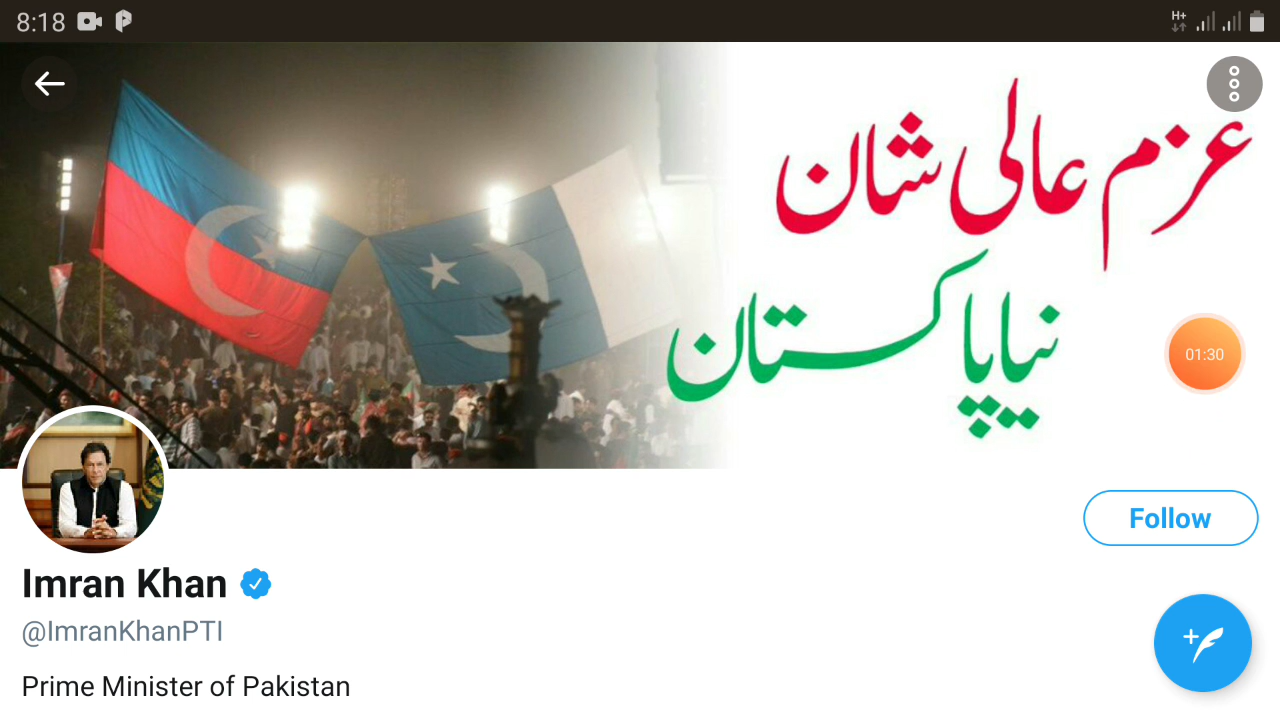 8:18
H+
عزم عالی شان
نیا پاکستان
01:30
Follow
Imran Khan
@ImranKhanPTI
Prime Minister of Pakistan